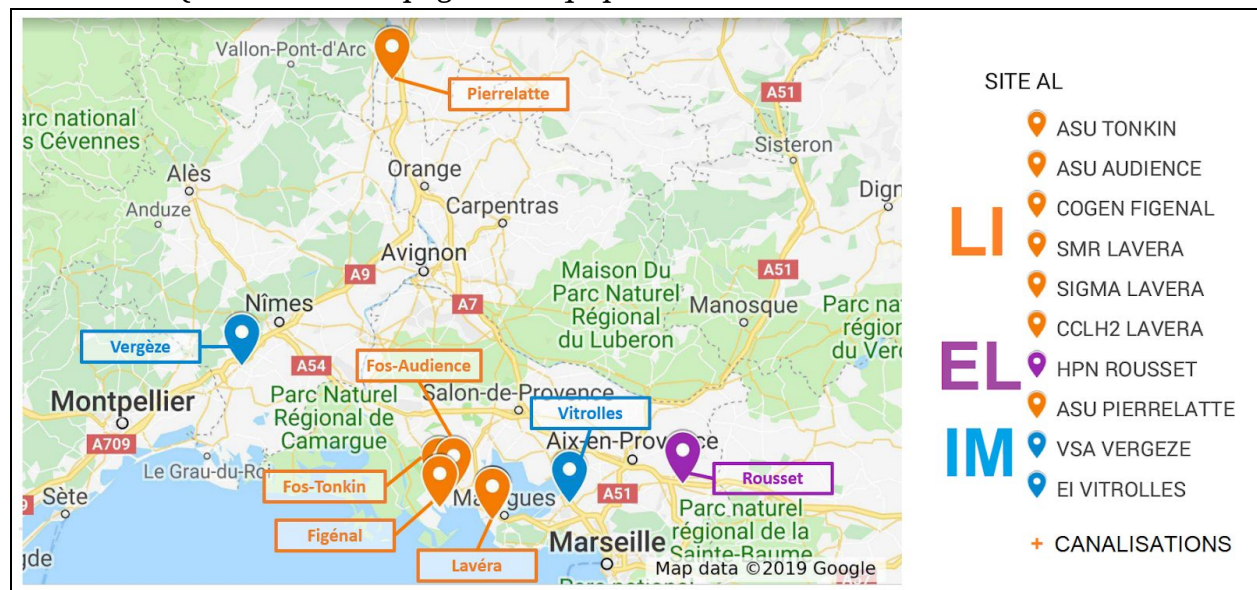 Vallon-Pont-d'Arc
Pierrelatte
A51
arc national
s Cévennes
Sisteron
Alès
Orange
Dign
Anduze
Carpentras
Avignon
A9
Maison Du
Parc Naturel
Régional
du Luberon
A51
A7
Manosque
Parc na
région
du Verd
Nîmes
Vergèze
Fos-Audience
A54
Montpellier
Parc Naturel
Régional de
Camargue
Salon-de-Provence
Vitrolles
Aix-en-Provence
A709
Le Grau-du-Roi
Fos-Tonkin
Rousset
Sète
A51
Figénal
Parc naturel
régional de la
Sainte-Baume
Lavéra
Marseille
gde
Map data ©2019 Google
SITE AL
ASU TONKIN
ASU AUDIENCE
COGEN FIGENAL
LI
SMR LAVERA
SIGMA LAVERA
CCLH2 LAVERA
EL
HPN ROUSSET
ASU PIERRELATTE
IM
VSA VERGEZE
EI VITROLLES
+ CANALISATIONS